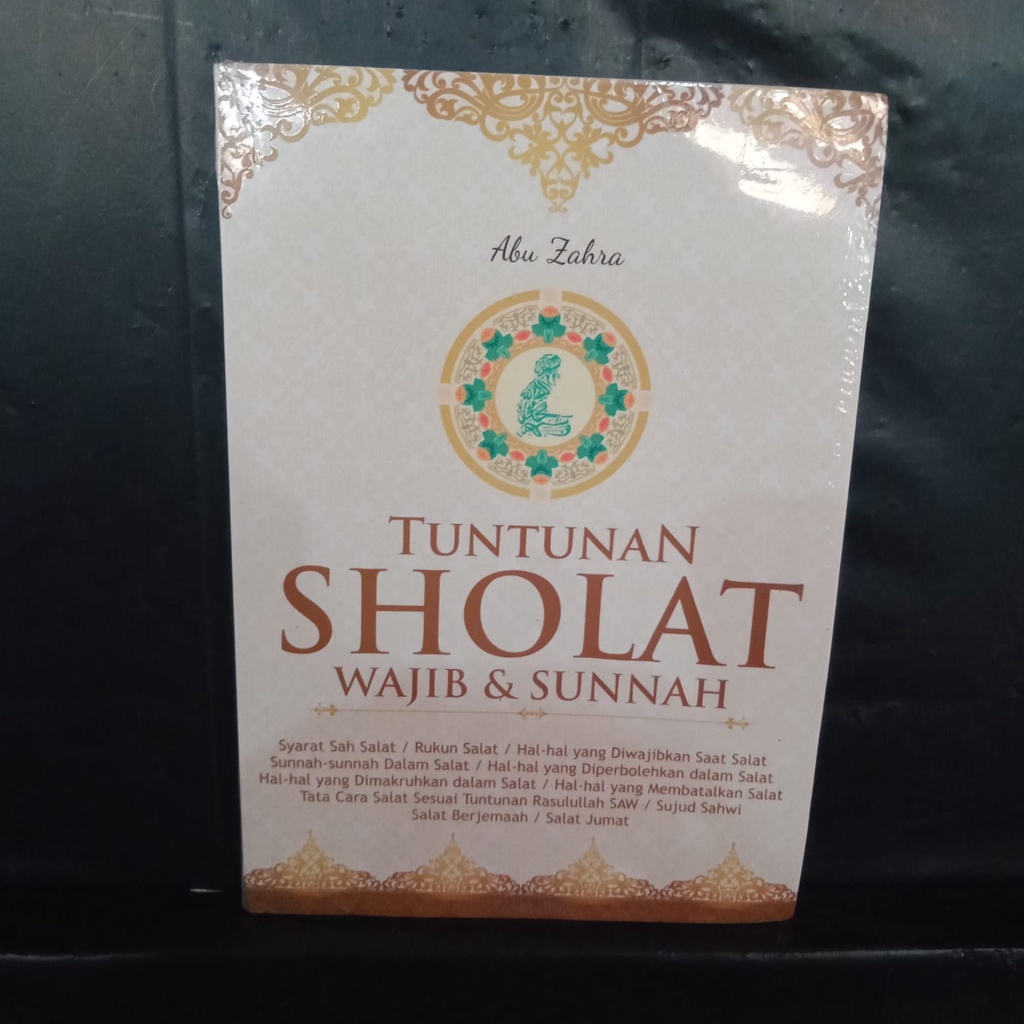 Abu Zahra
TUNTUNAN
SHOLAT
WAJIB & SUNNAH
Syarat Sah Salat / Rukun Salat / Hal-hal yang Diwajibkan Saat Salat
Sunnah-sunnah Dalam Salat / Hal-hal yang Diperbolehkan dalam Salat
Hal-hal yang Dimakruhkan dalam Salat / Hal-hal yang Membatalkan Salat
Tata Cara Salat Sesuai Tuntunan Rasulullah SAW / Sujud Sahwi
Salat Berjemaah / Salat Jumat